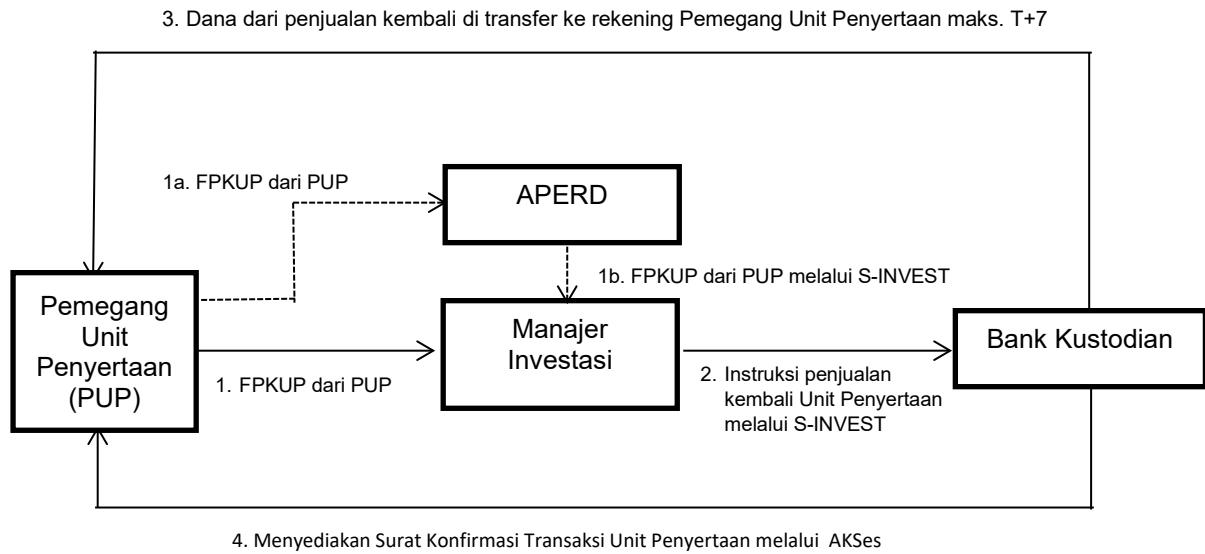 3. Dana dari penjualan kembali di transfer ke rekening Pemegang Unit Penyertaan maks. T+7
1a. FPKUP dari PUP
APERD
1b. FPKUP dari PUP melalui S-INVEST
Pemegang
Unit
Penyertaan
(PUP)
Manajer
Investasi
Bank Kustodian
1. FPKUP dari PUP
2. Instruksi penjualan
kembali Unit Penyertaan
melalui S-INVEST
4. Menyediakan Surat Konfirmasi Transaksi Unit Penyertaan melalui AKSes